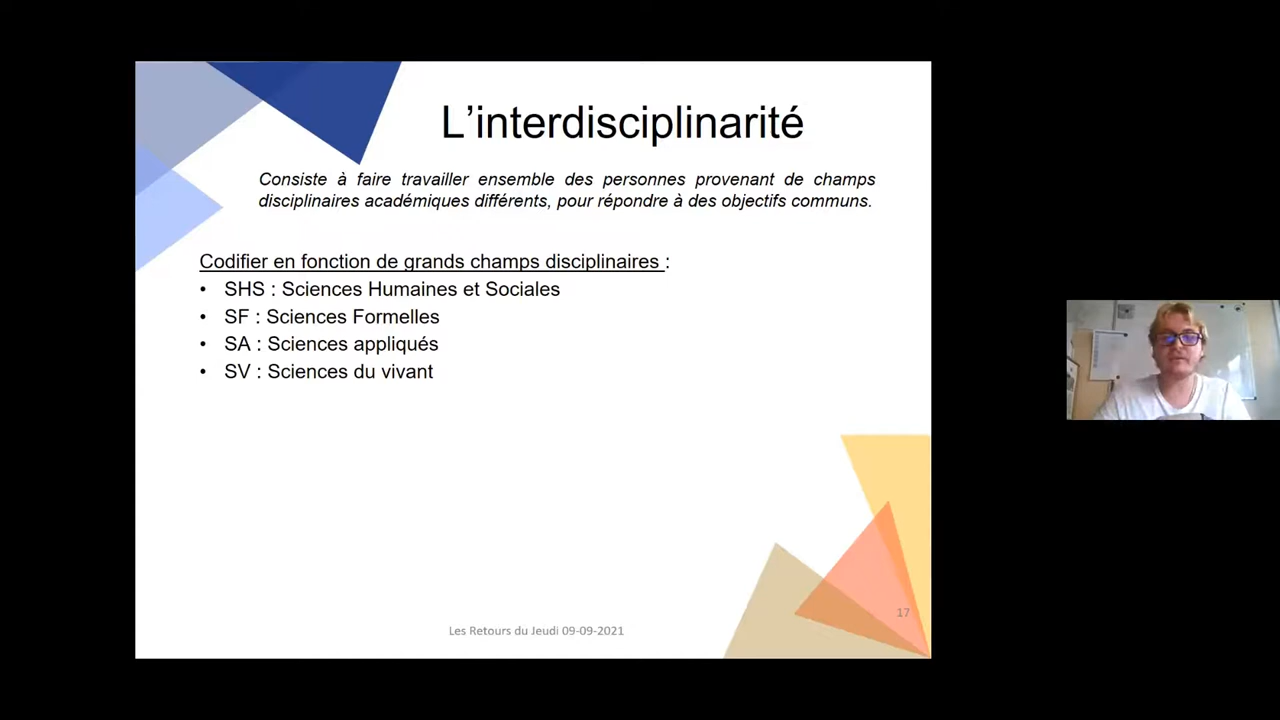 L'interdisciplinarité
Consiste à faire travailler ensemble des personnes provenant de champs
disciplinaires académiques différents, pour répondre à des objectifs communs.
Codifier en fonction de grands champs disciplinaires :
• SHS : Sciences Humaines et Sociales
• SF : Sciences Formelles
• SA : Sciences appliqués
• SV : Sciences du vivant
17
Les Retours du Jeudi 09-09-2021